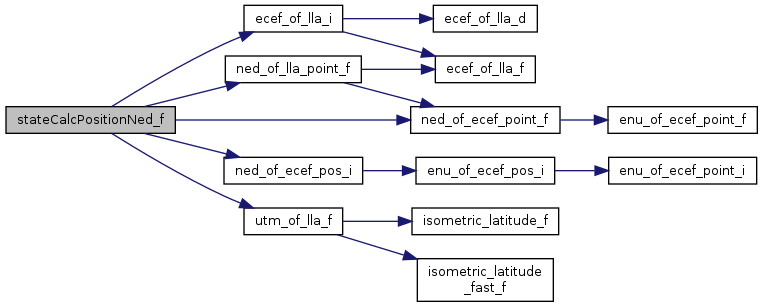 ecef_of_lla_i
ecef_of_lla_d
ned_of_lla_point_f
ecef_of_lla_f
stateCalcPositionNed_f
ned_of_ecef_point_f
enu_of_ecef_point_f
ned_of_ecef_pos_i
enu_of_ecef_pos_i
enu_of_ecef_point_i
utm_of_lla_f
isometric_latitude_f
isometric_latitude
_fast_f